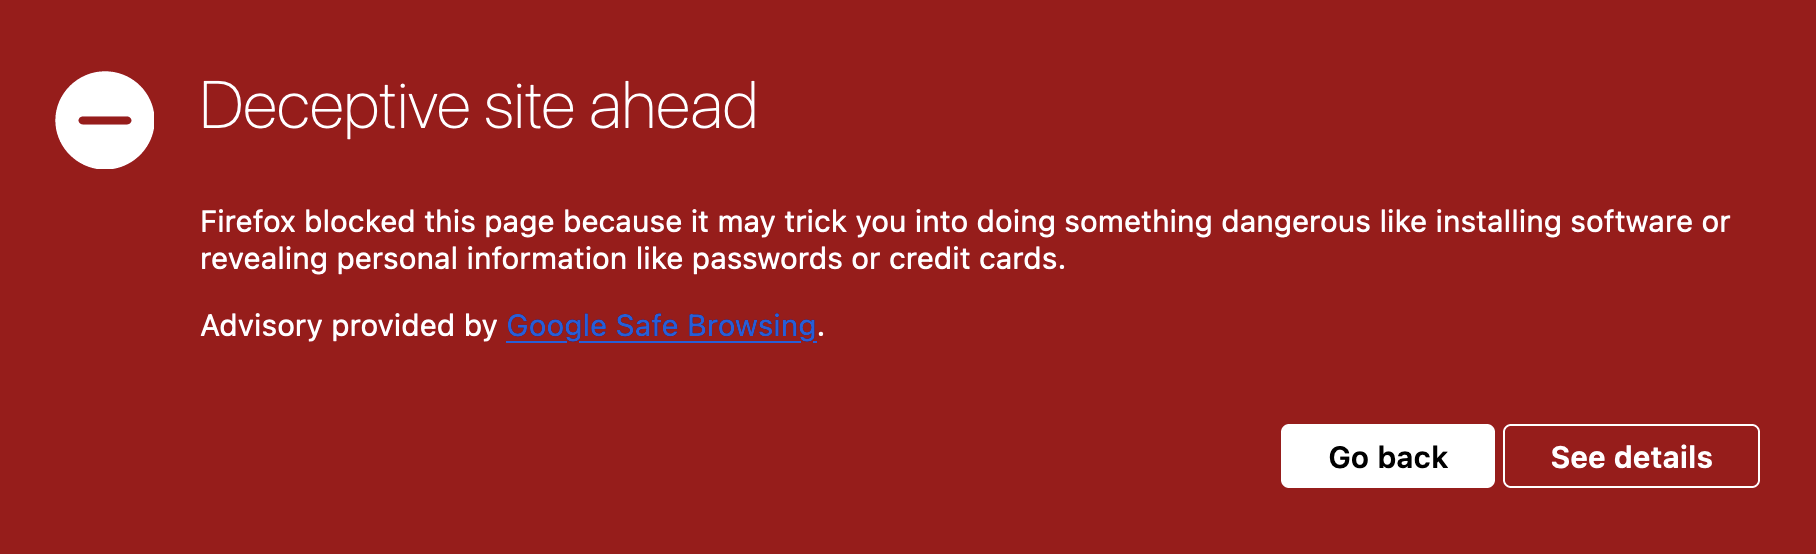 Deceptive site ahead
Firefox blocked this page because it may trick you into doing something dangerous like installing software or
revealing personal information like passwords or credit cards.
Advisory provided by Google Safe Browsing.
Go back
See details